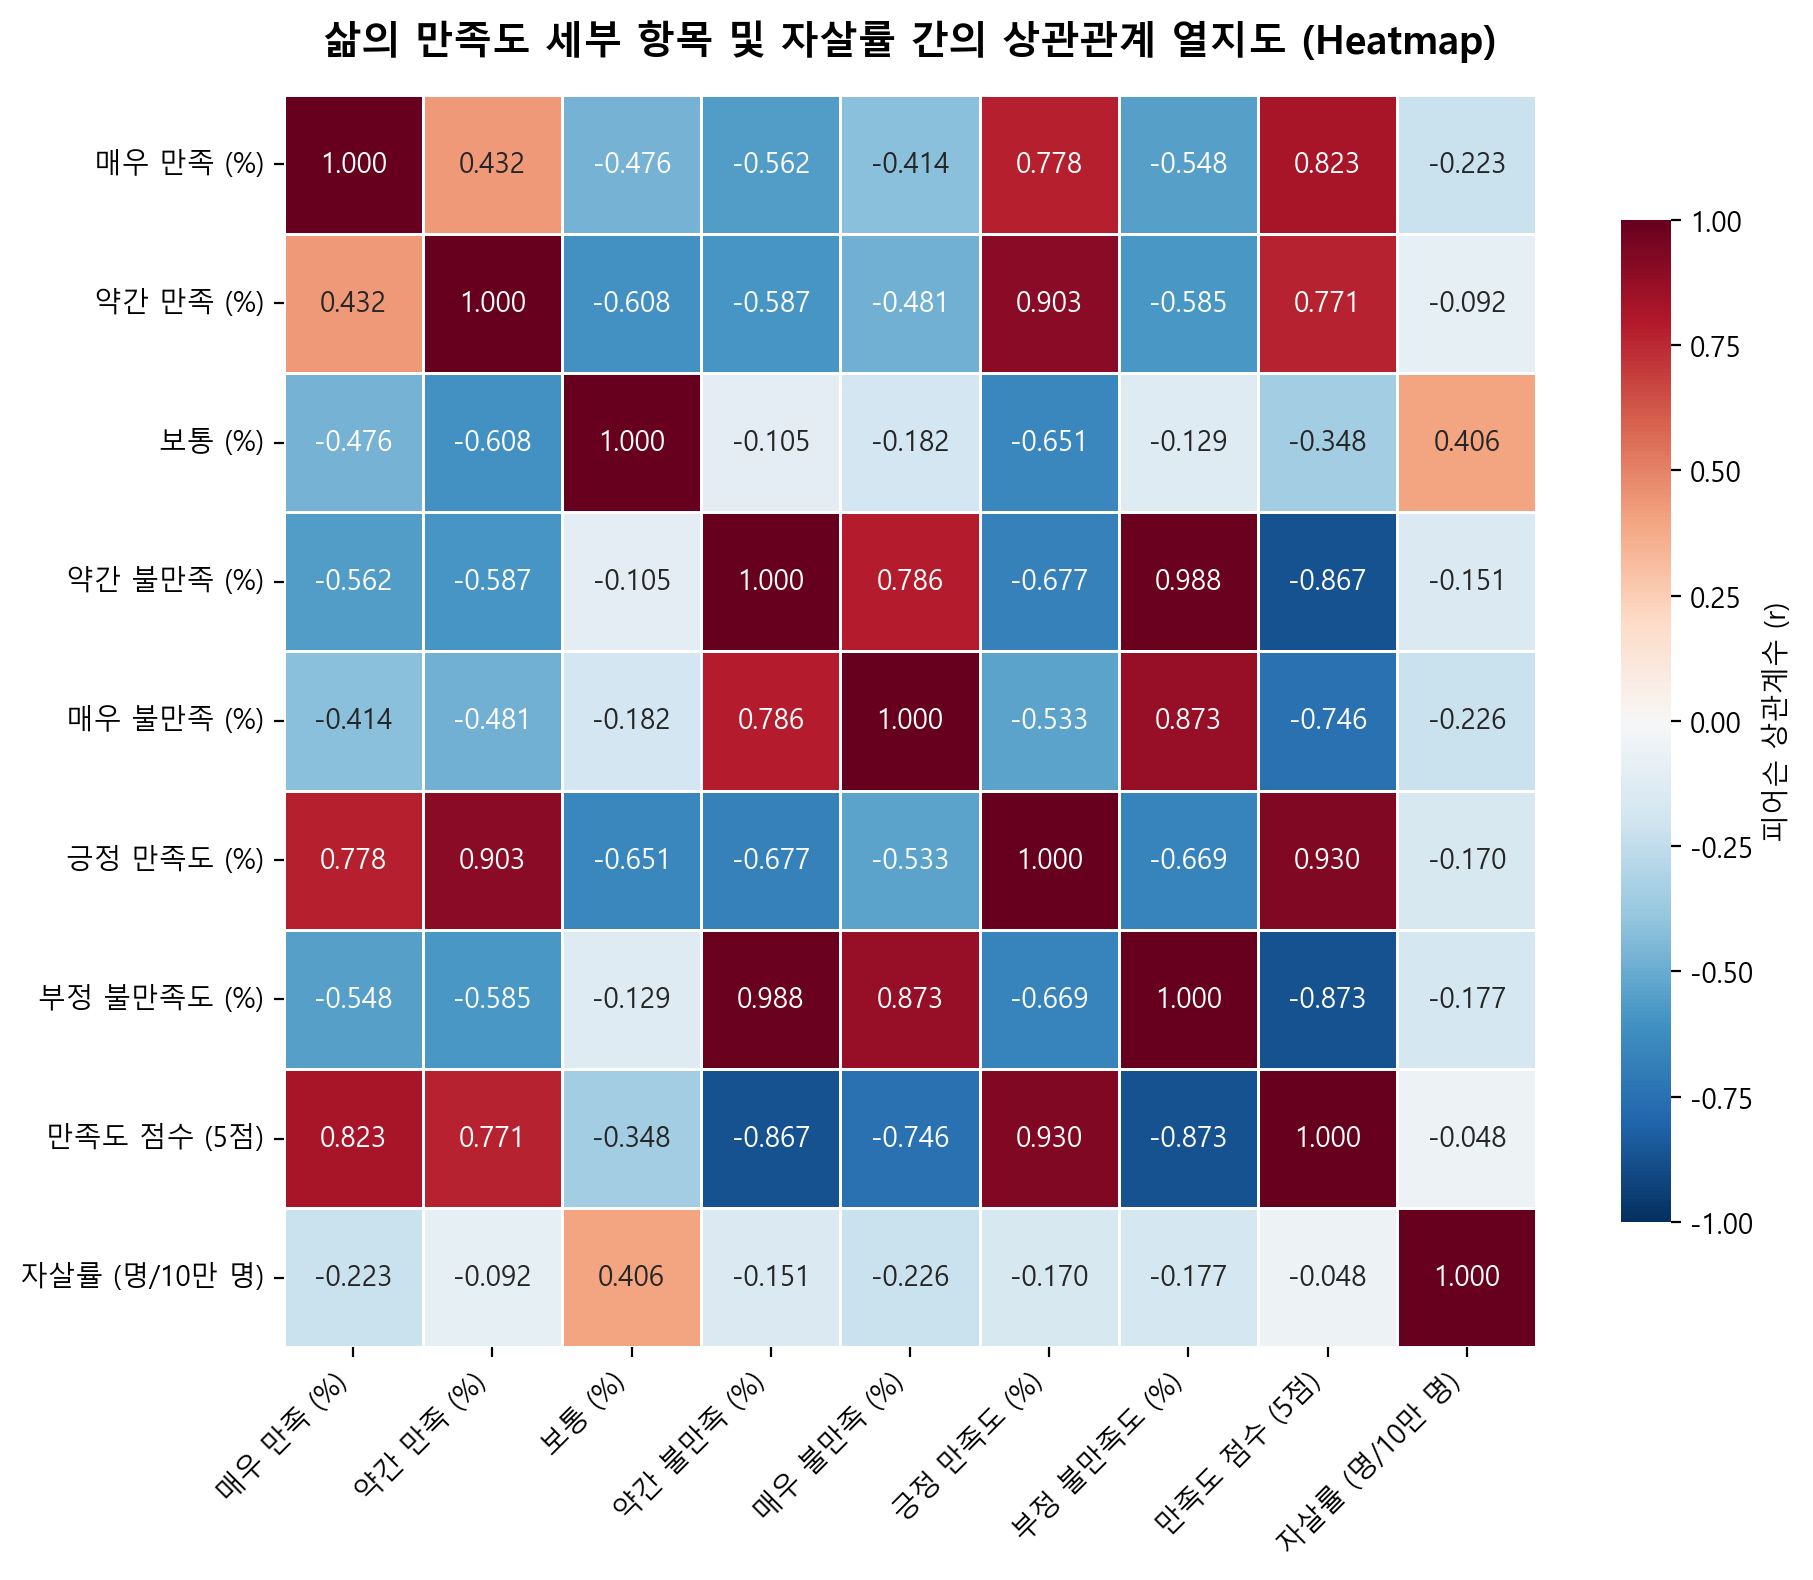 삶의 만족도 세부 항목 및 자살률 간의 상관관계 열지도 (Heatmap)
매우 만족 (%) 1.000 0.432 -0.476 -0.562 -0.414 0.778 -0.548 0.823 -0.223
약간 만족 (%) 0.432 1.000 -0.608 -0.587 -0.481 0.903 -0.585 0.771 -0.092
보통 (%) -0.476 -0.608 1.000 -0.105 -0.182 -0.651 -0.129 -0.348 0.406
약간 불만족 (%) -0.562 -0.587 -0.105 1.000 0.786 -0.677 0.988 -0.867 -0.151
매우 불만족 (%) -0.414 -0.481 -0.182 0.786 1.000 -0.533 0.873 -0.746 -0.226
긍정 만족도 (%) 0.778 0.903 -0.651 -0.677 -0.533 1.000 -0.669 0.930 -0.170
부정 불만족도 (%) -0.548 -0.585 -0.129 0.988 0.873 -0.669 1.000 -0.873 -0.177
만족도 점수 (5점) 0.823 0.771 -0.348 -0.867 -0.746 0.930 -0.873 1.000 -0.048
자살률 (명/10만 명) -0.223 -0.092 0.406 -0.151 -0.226 -0.170 -0.177 -0.048 1.000
매우 만족 (%)
약간 만족 (%)
보통 (%)
약간 불만족 (%)
매우 불만족 (%)
긍정 만족도 (%)
부정 불만족도 (%)
만족도 점수 (5점)
자살률 (명/10만 명)
1.00
0.75
0.50
0.25
0.00
-0.25
-0.50
-0.75
-1.00
피어슨 상관계수 (r)